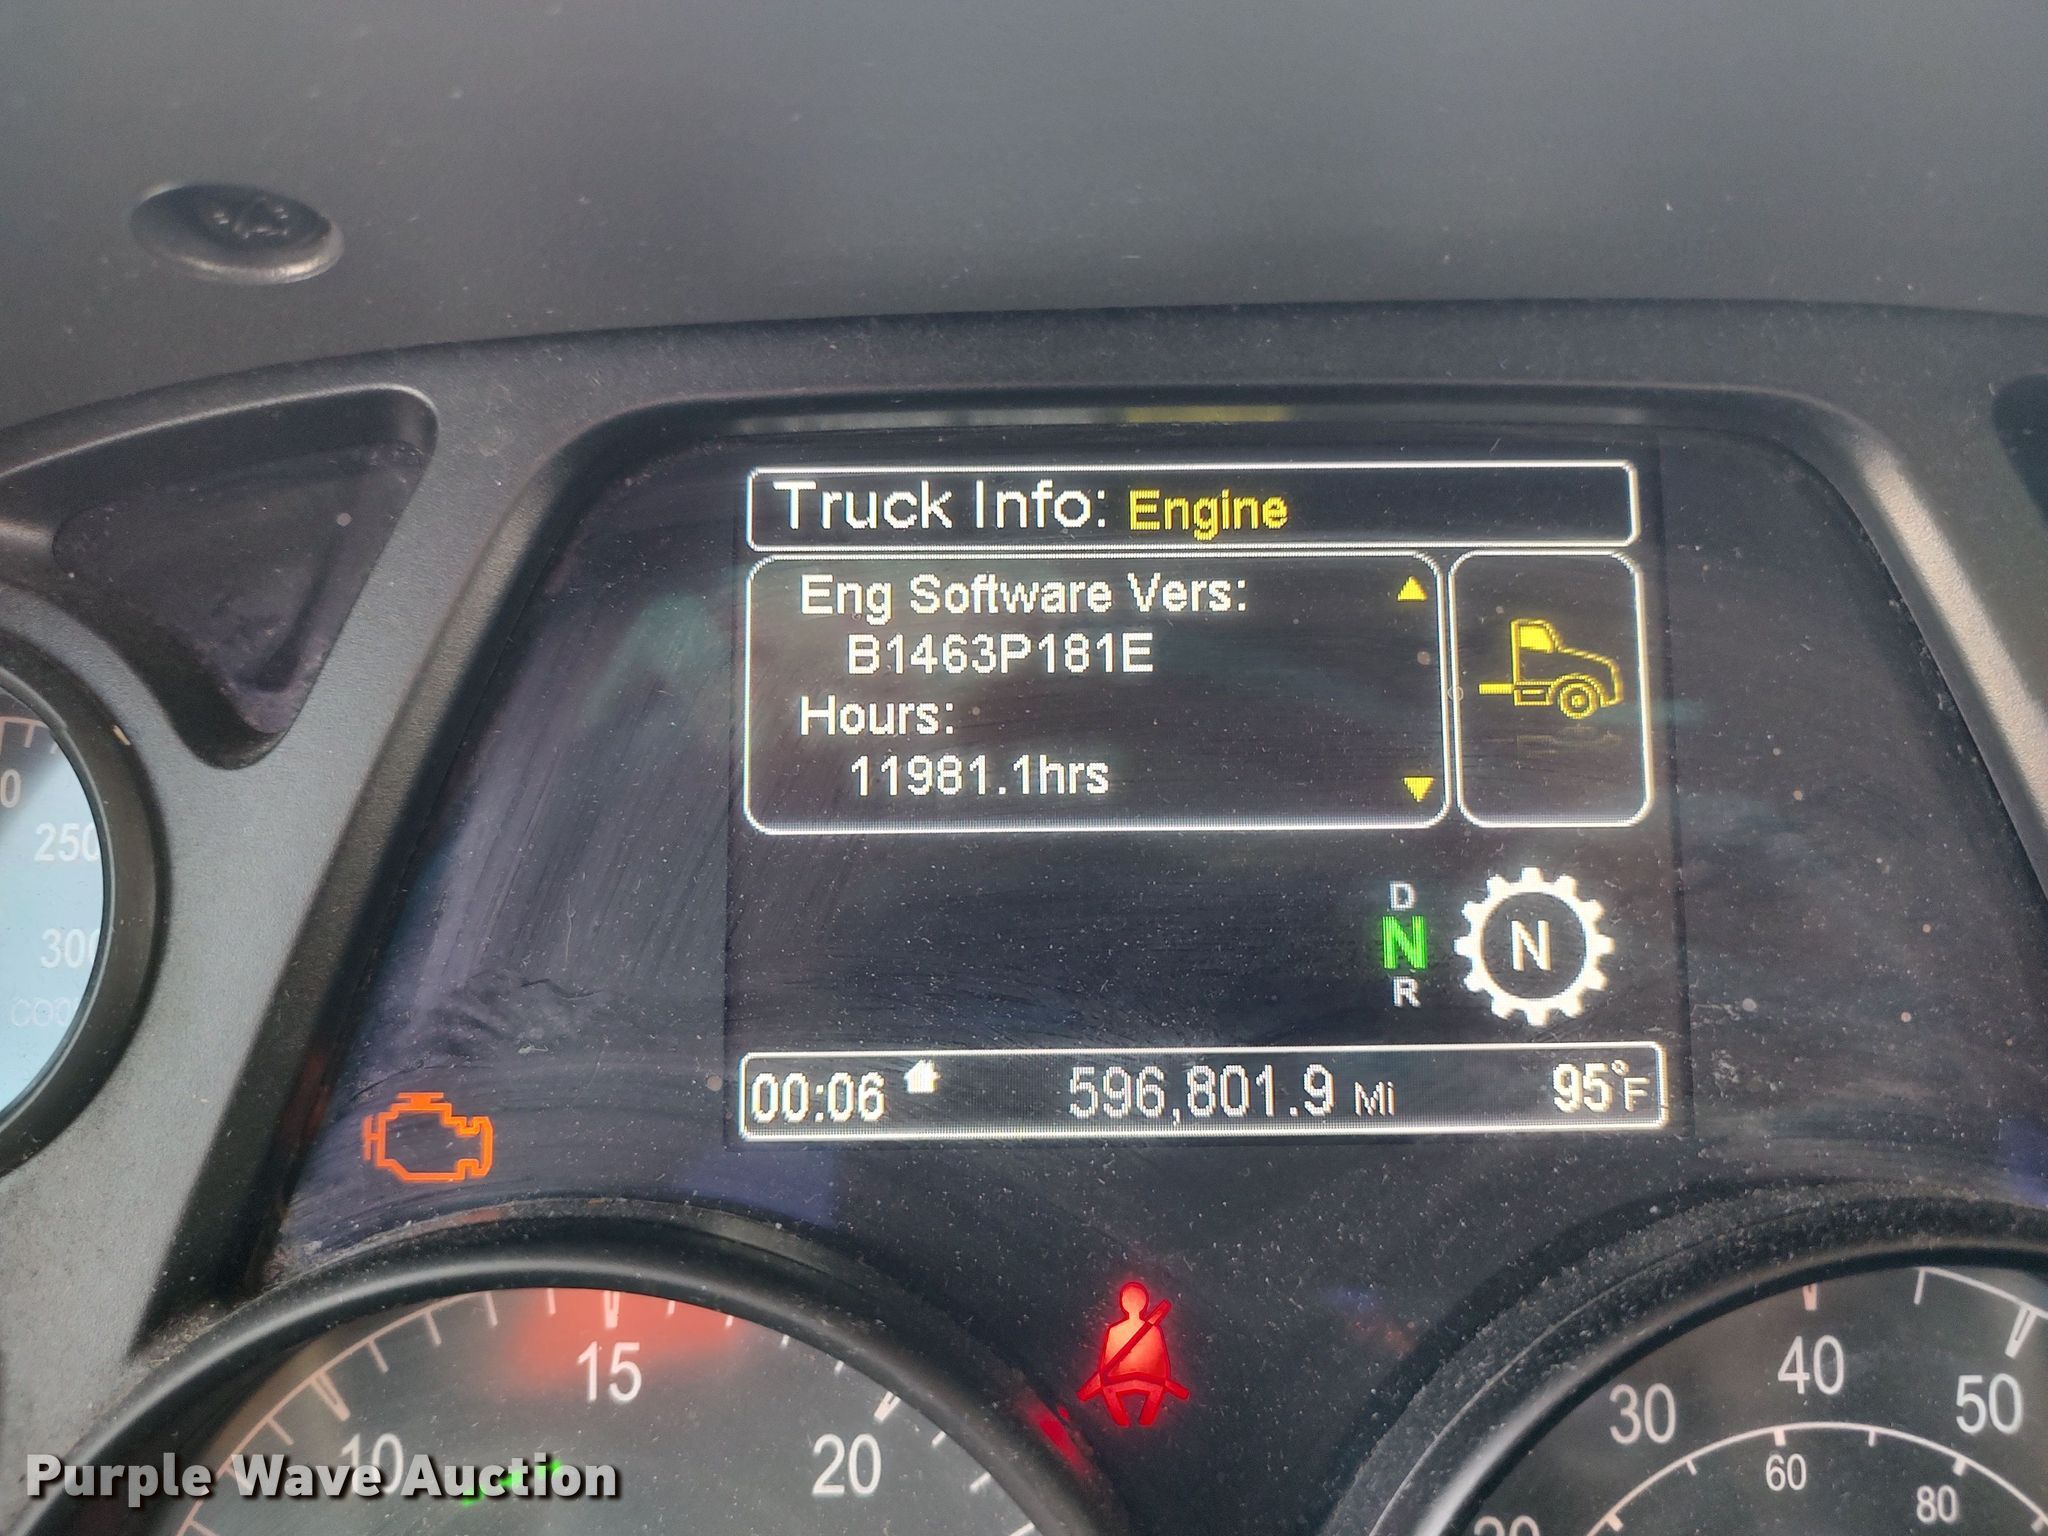 Truck Info: Engine
Eng Software Vers:
B1463P181E
Hours:
11981.1hrs
D
N
R
N
00:06 596,801.9 Mi 95°F
0
250
300
10
15
20
30
40
50
60
80
Purple Wave Auction